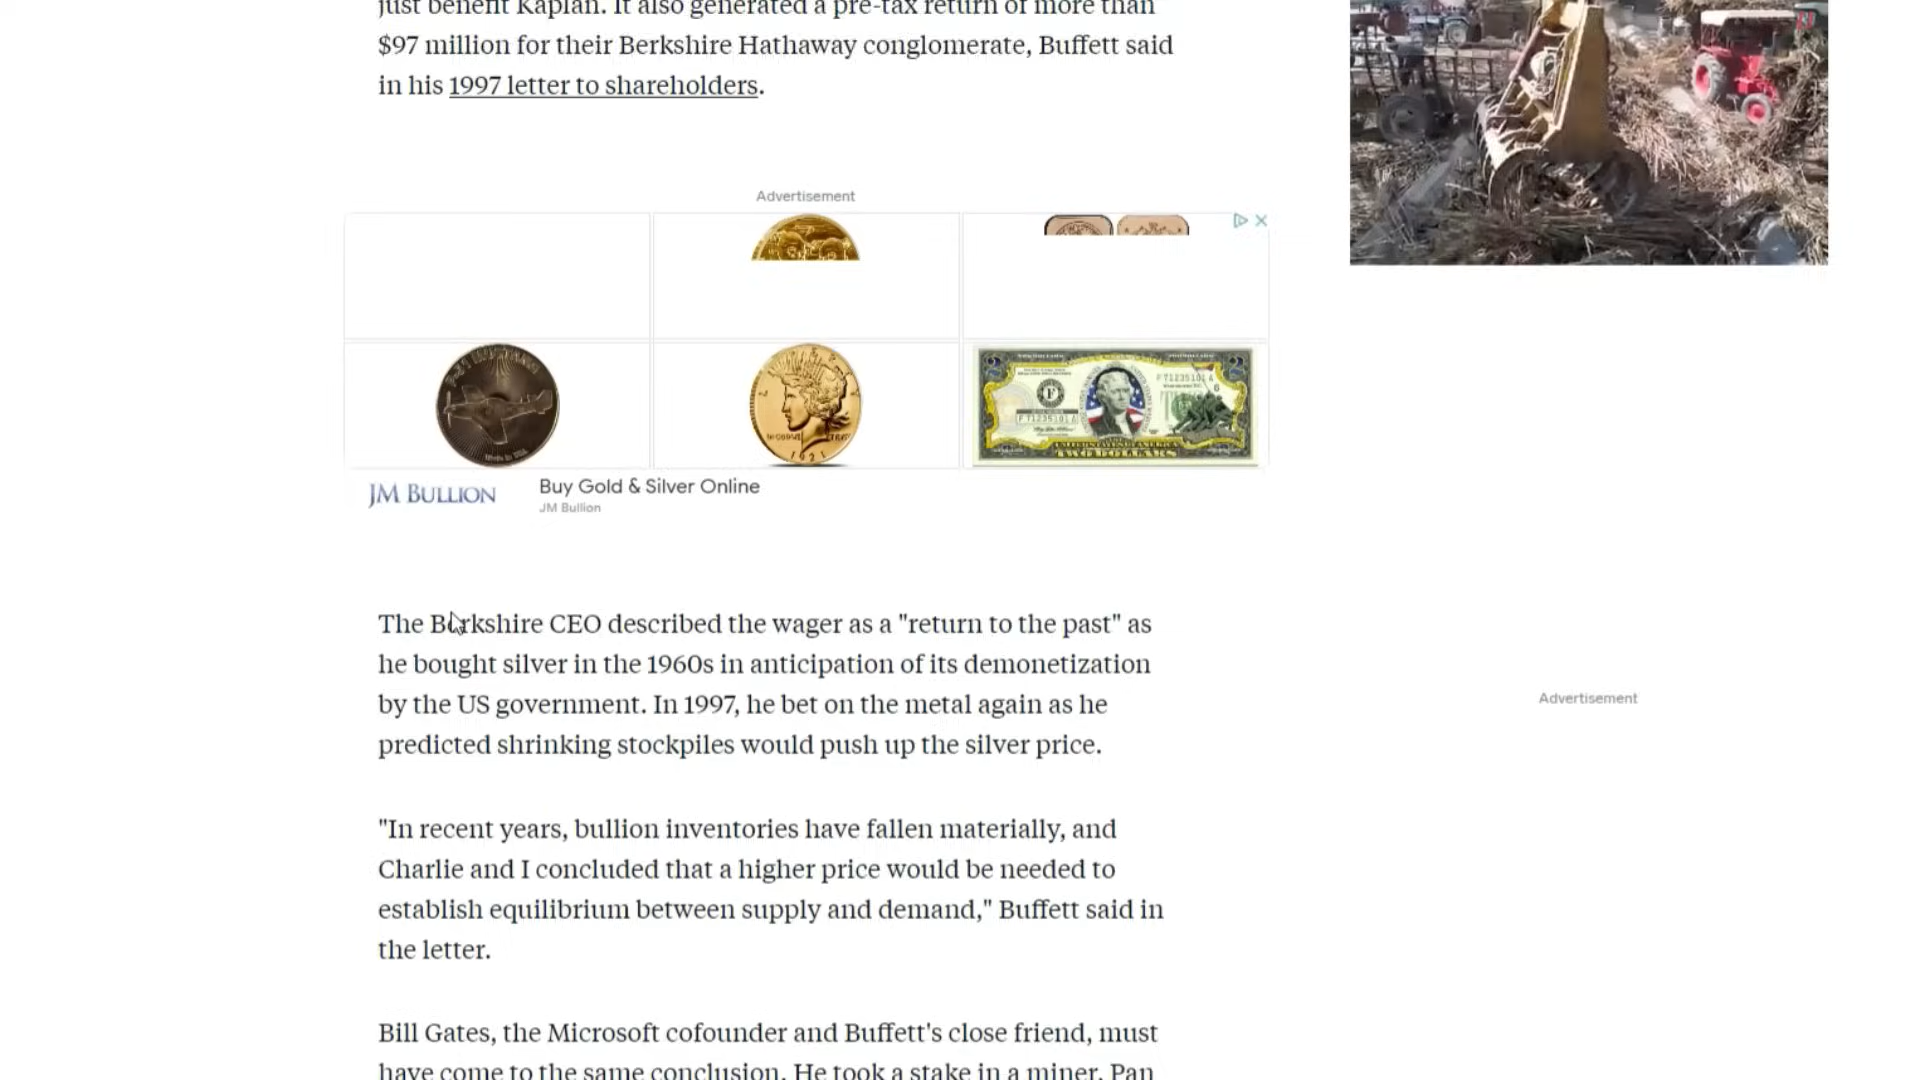 just benefit Kaplan. It also generated a pre-tax return of more than
$97 million for their Berkshire Hathaway conglomerate, Buffett said
in his 1997 letter to shareholders.
Advertisement
JM BULLION
Buy Gold & Silver Online
JM Bullion
The Berkshire CEO described the wager as a "return to the past" as
he bought silver in the 1960s in anticipation of its demonetization
by the US government. In 1997, he bet on the metal again as he
predicted shrinking stockpiles would push up the silver price.
Advertisement
"In recent years, bullion inventories have fallen materially, and
Charlie and I concluded that a higher price would be needed to
establish equilibrium between supply and demand," Buffett said in
the letter.
Bill Gates, the Microsoft cofounder and Buffett's close friend, must
have come to the same conclusion. He took a stake in a miner, Pan